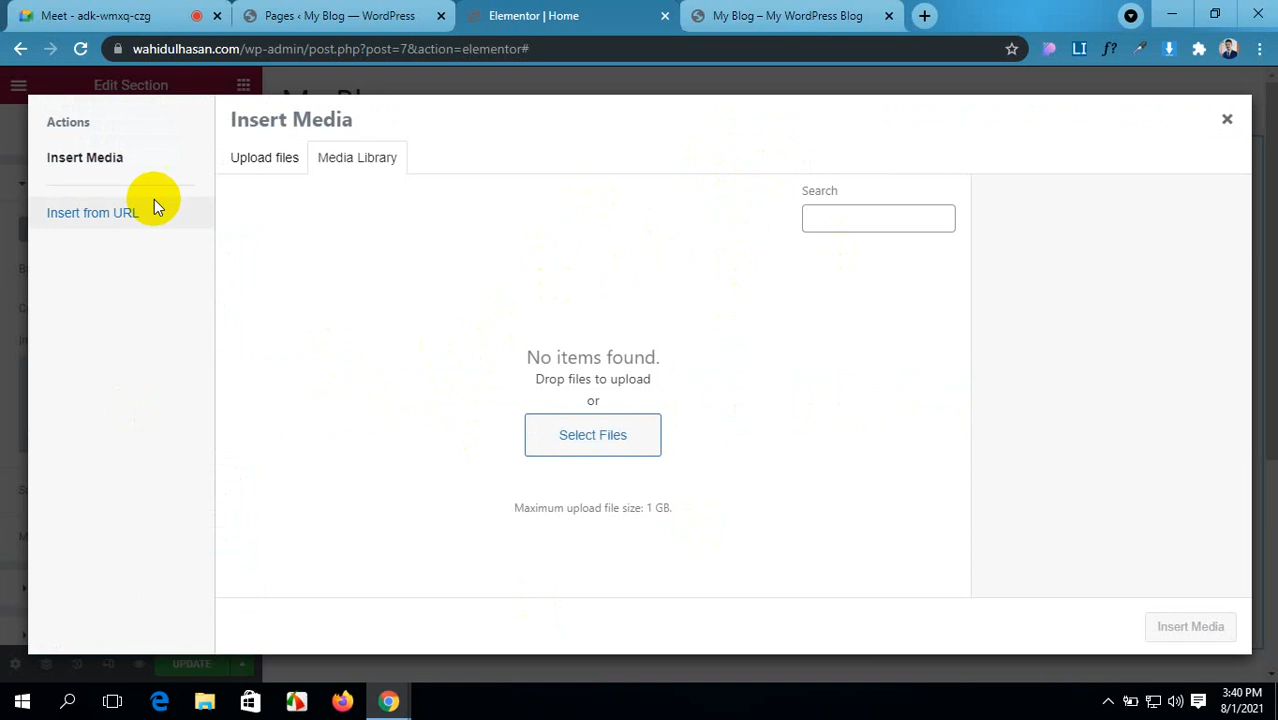 Meet - adk-wmxq-czg
Pages ‹ My Blog — WordPress
Elementor | Home
My Blog – My WordPress Blog
wahidulhasan.com/wp-admin/post.php?post=7&action=elementor#
Edit Section
Actions
Insert Media
Insert from URL
Insert Media
Upload files
Media Library
Search
No items found.
Drop files to upload
or
Select Files
Maximum upload file size: 1 GB.
Insert Media
UPDATE
3:40 PM
8/1/2021